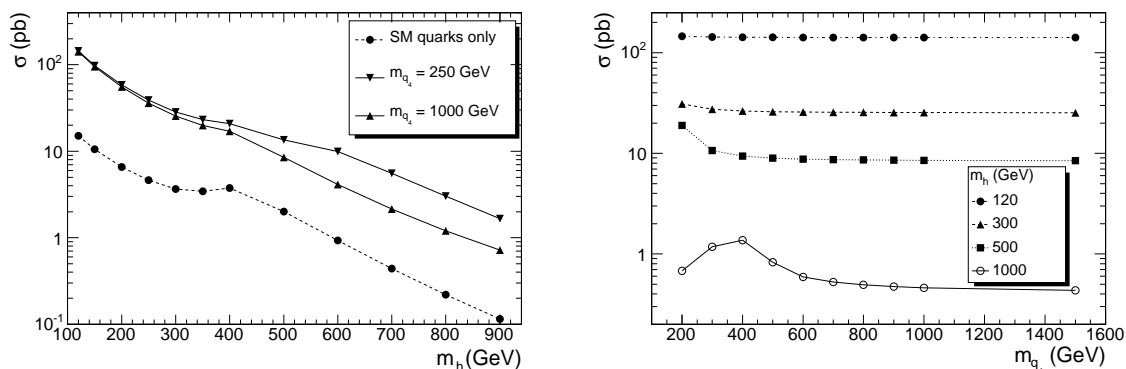 σ (pb)
10²
10
1
10⁻¹
100 200 300 400 500 600 700 800 900
m_h (GeV)
SM quarks only
m_q₄ = 250 GeV
m_q₄ = 1000 GeV
σ (pb)
10²
10
1
200 400 600 800 1000 1200 1400 1600
m_q (GeV)
m_h (GeV)
120
300
500
1000